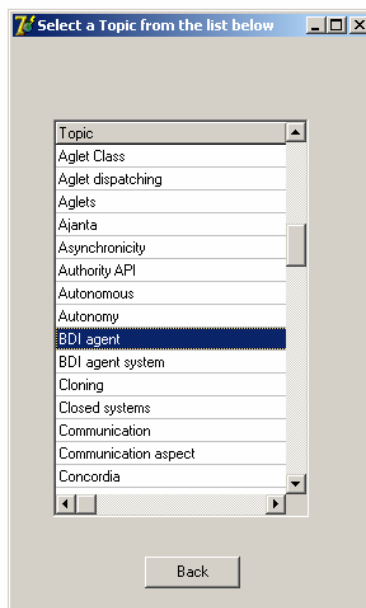 Select a Topic from the list below
Topic
Aglet Class
Aglet dispatching
Aglets
Ajanta
Asynchronicity
Authority API
Autonomous
Autonomy
BDI agent
BDI agent system
Cloning
Closed systems
Communication
Communication aspect
Concordia
Back